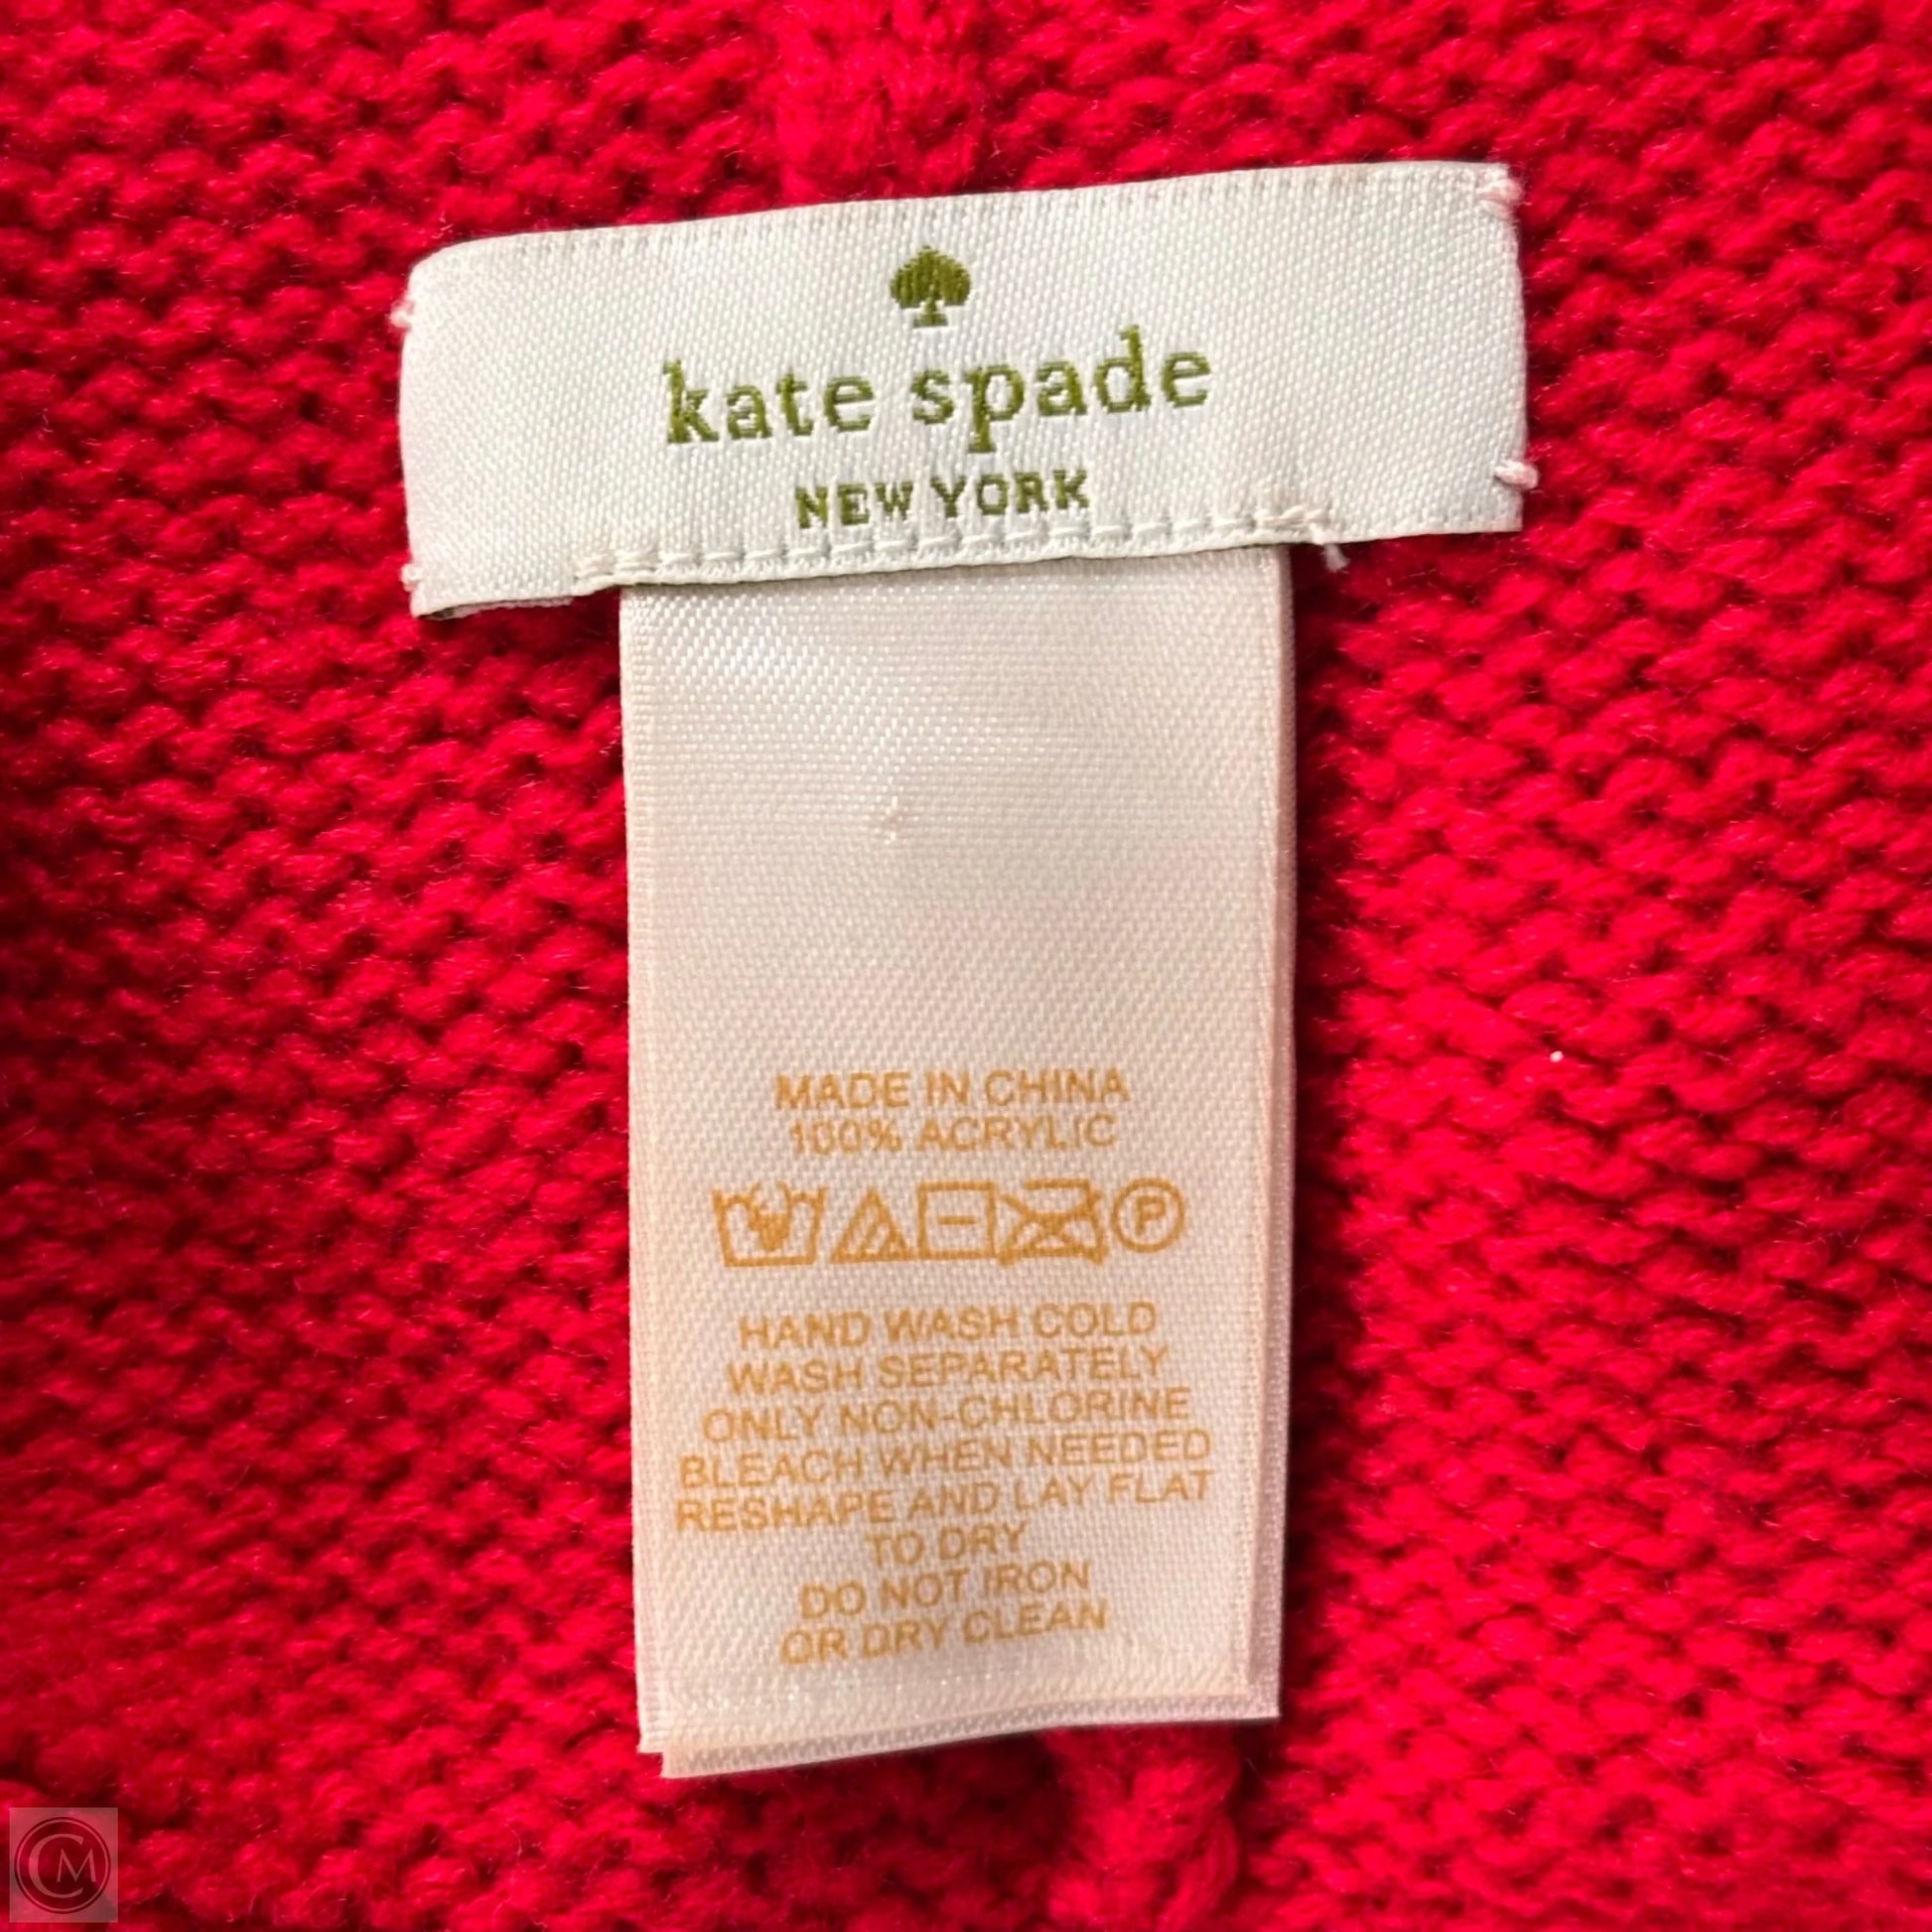 kate spade
NEW YORK
MADE IN CHINA
100% ACRYLIC
P
HAND WASH COLD
WASH SEPARATELY
ONLY NON-CHLORINE
BLEACH WHEN NEEDED
RESHAPE AND LAY FLAT
TO DRY
DO NOT IRON
OR DRY CLEAN
CM